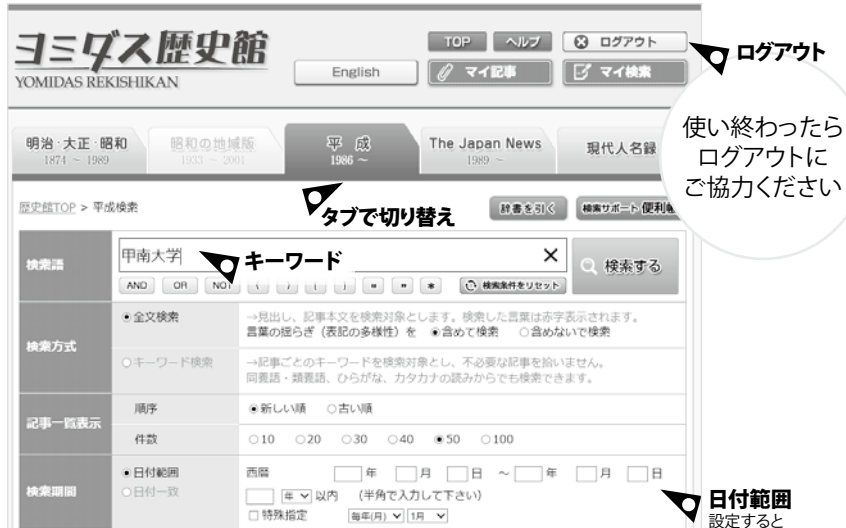 ヨミダス歴史館
YOMIDAS REKISHIKAN
TOP ヘルプ ログアウト
English マイ記事 マイ検索
ログアウト
使い終わったら
ログアウトに
ご協力ください
明治·大正·昭和 昭和の地域版 平 成 The Japan News 現代人名録
1874 ～ 1989 1933 ～ 2001 1986 ～ 1989 ～
歴史館TOP > 平成検索
タブで切り替え
辞書を引く 検索サポート 便利
検索語
甲南大学
キーワード
検索する
AND OR NOT ( ) [ ] " " * 検索条件をリセット
検索方式
全文検索 →見出し、記事本文を検索対象とします。検索した言葉は赤字表示されます。
言葉の揺らぎ（表記の多様性）を 含めて検索 含めないで検索
キーワード検索 →記事ごとのキーワードを検索対象とし、不必要な記事を拾いません。
同義語・類義語、ひらがな、カタカナの読みからでも検索できます。
記事一覧表示
順序 新しい順 古い順
件数 10 20 30 40 50 100
検索期間
日付範囲 西暦 年 月 日 ～ 年 月 日
日付一致 年 以内 （半角で入力して下さい）
特殊指定 毎年(月) 1月
日付範囲
設定すると